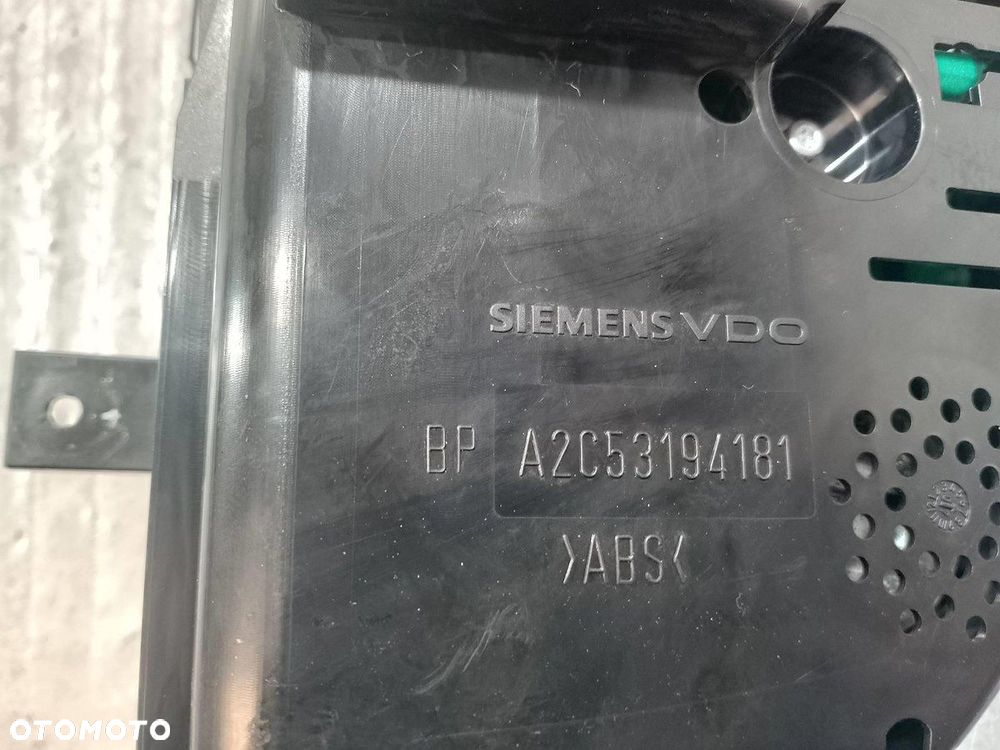 SIEMENS VDO
BP A2C53194181
>ABS<
OTOMOTO